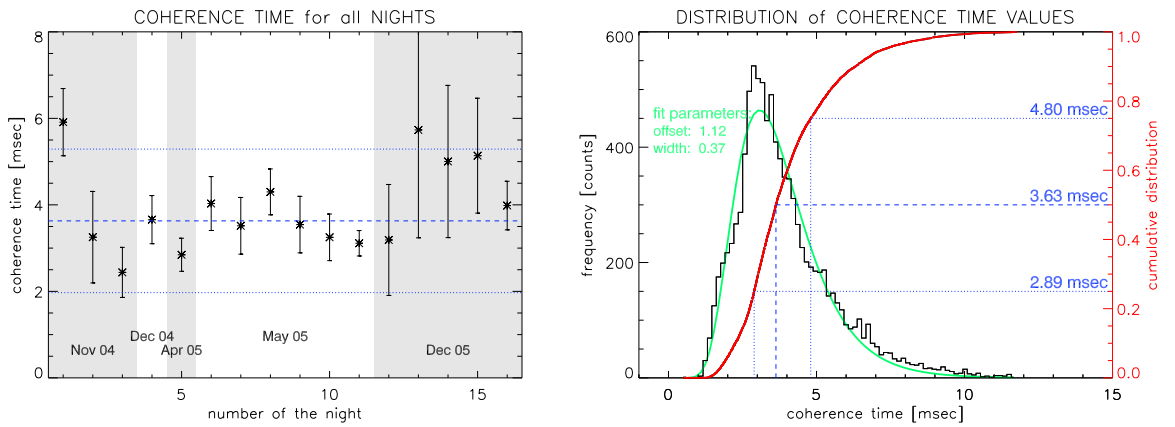 COHERENCE TIME for all NIGHTS
8
6
4
2
0
coherence time [msec]
Nov 04
Dec 04
Apr 05
May 05
Dec 05
5
10
15
number of the night
DISTRIBUTION of COHERENCE TIME VALUES
600
400
200
0
frequency [counts]
fit parameters:
offset: 1.12
width: 0.37
4.80 msec
3.63 msec
2.89 msec
1.0
0.8
0.6
0.4
0.2
0.0
cumulative distribution
0
5
10
15
coherence time [msec]